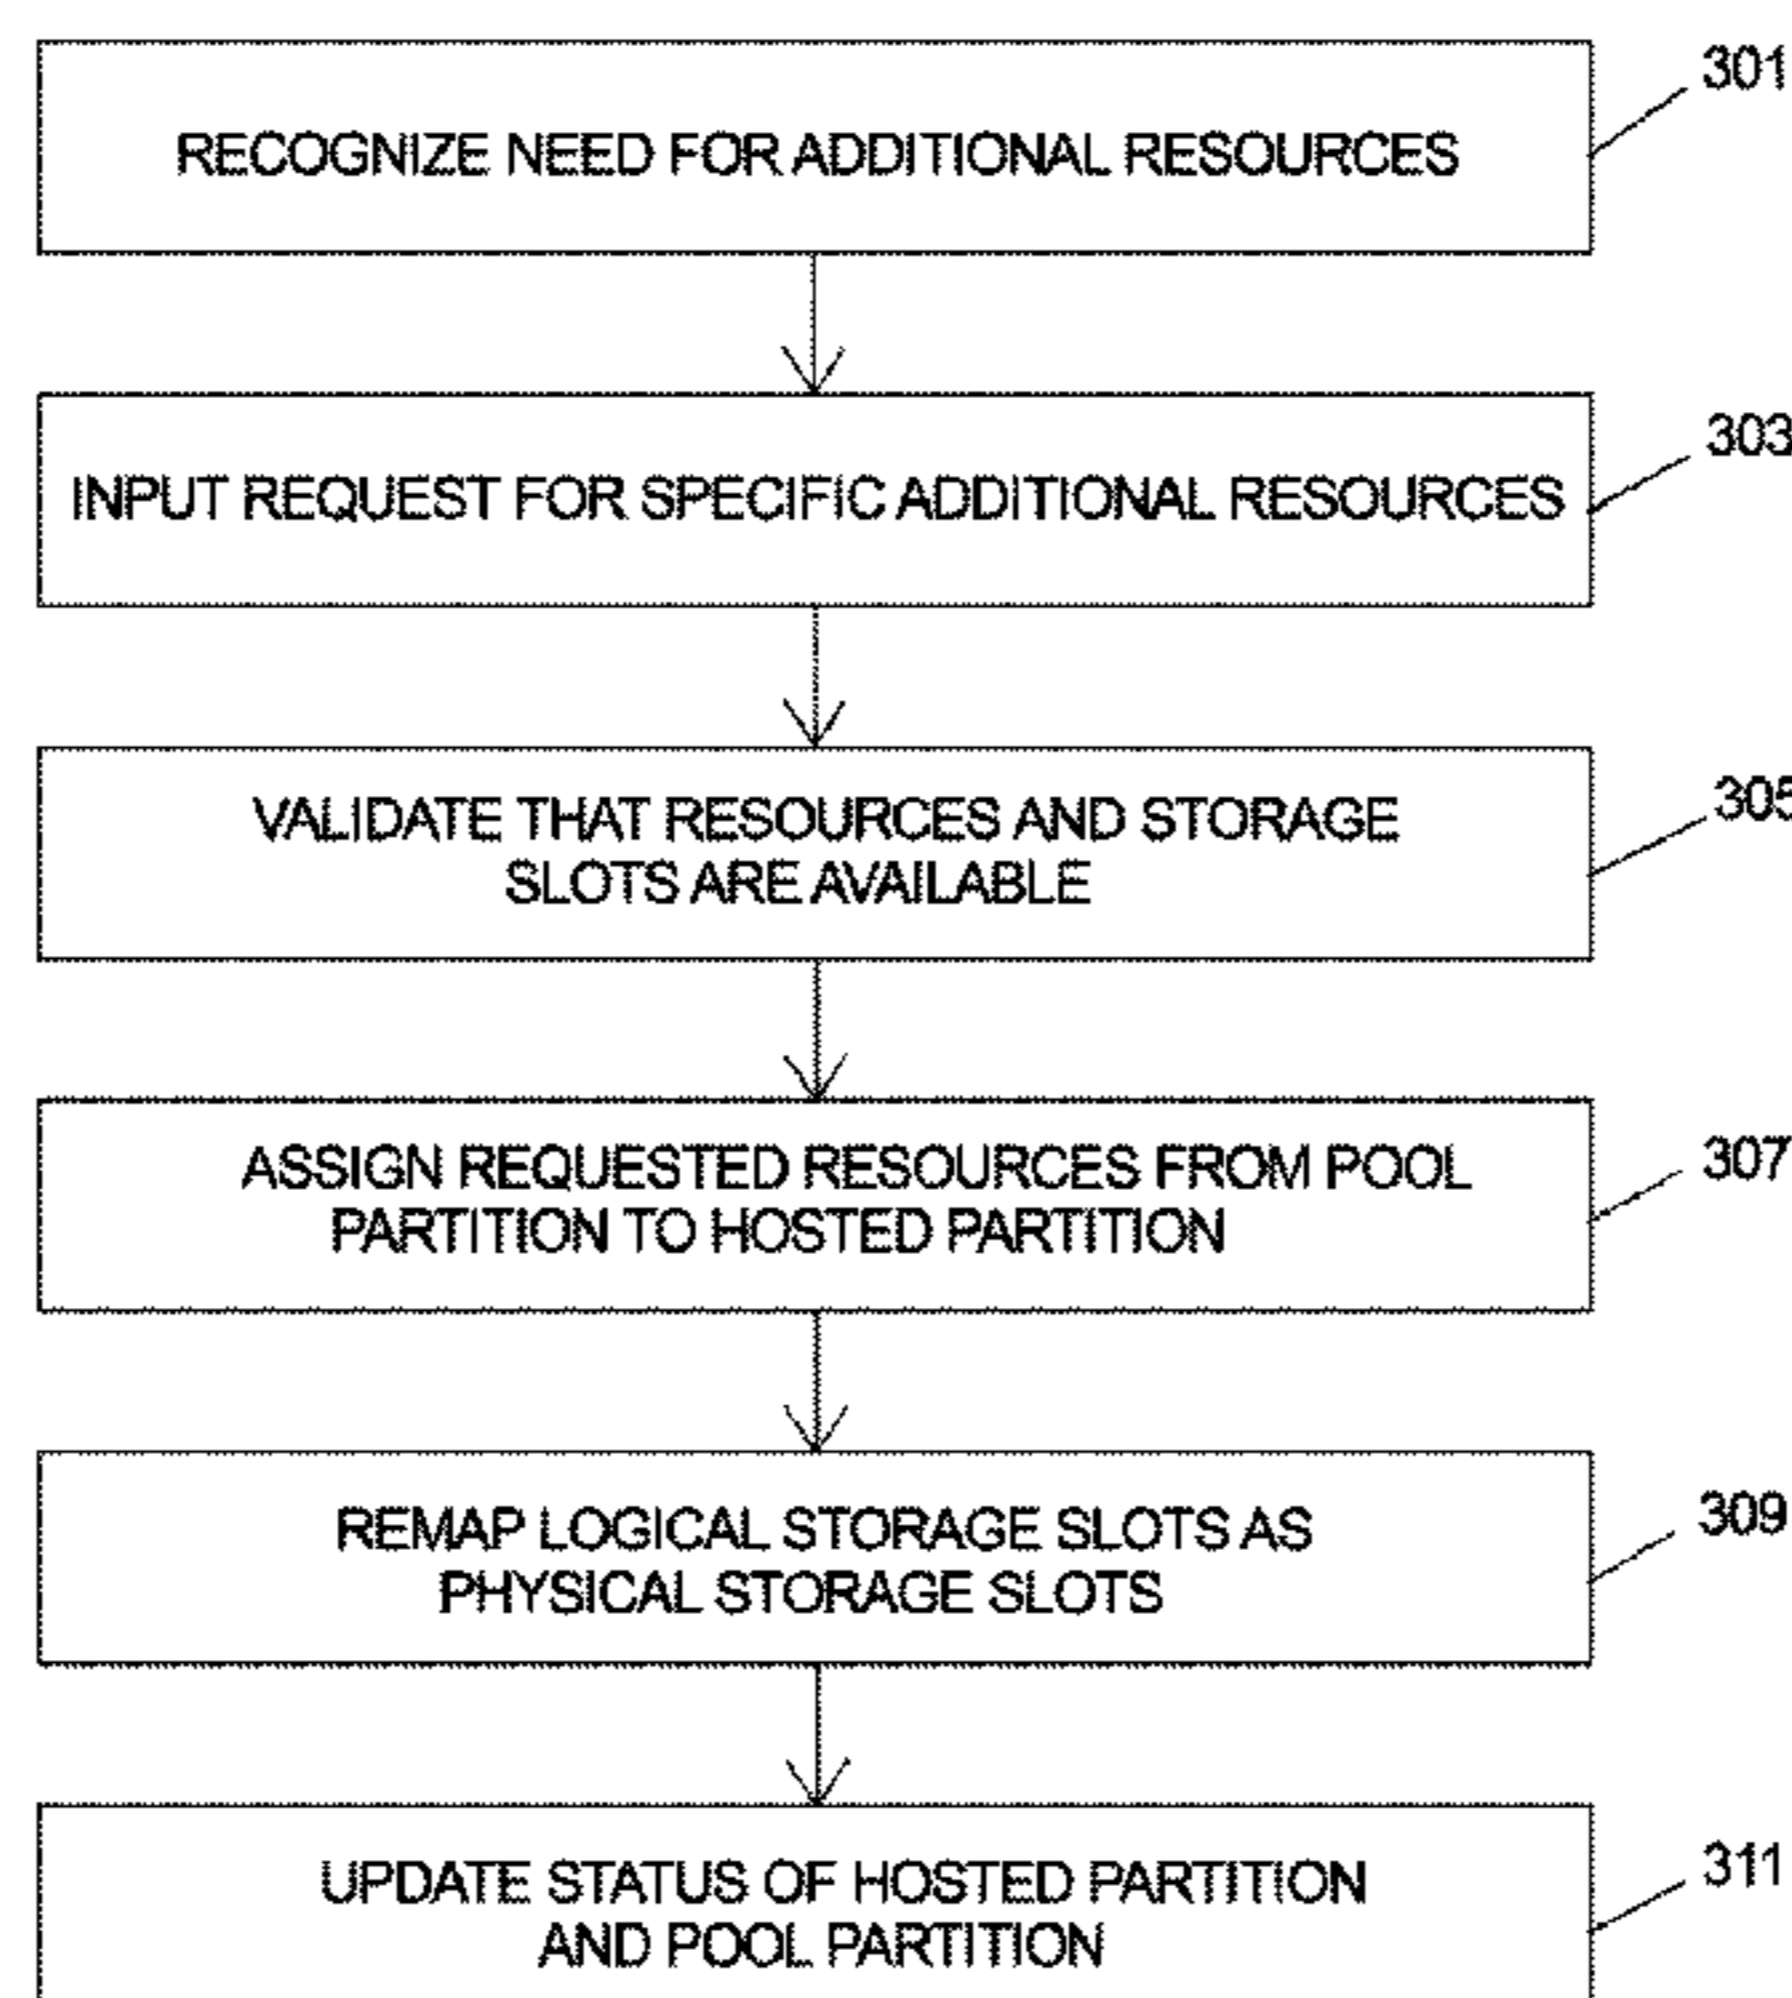 301
RECOGNIZE NEED FOR ADDITIONAL RESOURCES
303
INPUT REQUEST FOR SPECIFIC ADDITIONAL RESOURCES
305
VALIDATE THAT RESOURCES AND STORAGE
SLOTS ARE AVAILABLE
307
ASSIGN REQUESTED RESOURCES FROM POOL
PARTITION TO HOSTED PARTITION
309
REMAP LOGICAL STORAGE SLOTS AS
PHYSICAL STORAGE SLOTS
311
UPDATE STATUS OF HOSTED PARTITION
AND POOL PARTITION